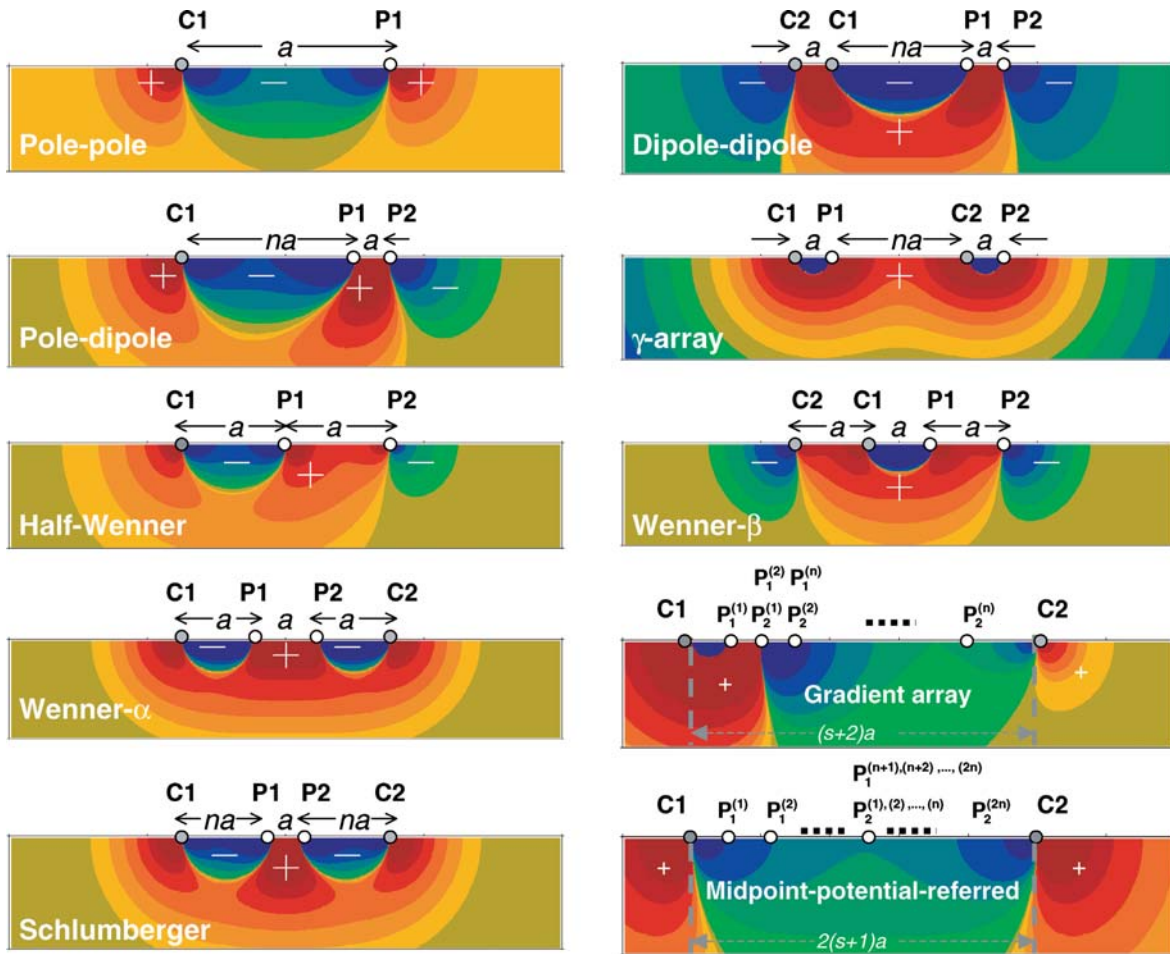 C1 P1
a
+ − +
Pole-pole
C1 P1 P2
na a
+ − + −
Pole-dipole
C1 P1 P2
a a
− + −
Half-Wenner
C1 P1 P2 C2
a a a
− + −
Wenner-α
C1 P1 P2 C2
na a na
− + −
Schlumberger
C2 C1 P1 P2
a na a
− − + −
Dipole-dipole
C1 P1 C2 P2
a na a
+
γ-array
C2 C1 P1 P2
a a a
− + −
Wenner-β
P₁⁽²⁾ P₁⁽ⁿ⁾
C1 P₁⁽¹⁾ P₂⁽¹⁾ P₂⁽²⁾ ..... P₂⁽ⁿ⁾ C2
+ +
Gradient array
(s+2)a
P₁⁽ⁿ⁺¹⁾,⁽ⁿ⁺²⁾,...,⁽²ⁿ⁾
C1 P₁⁽¹⁾ P₁⁽²⁾ ..... P₂⁽¹⁾,⁽²⁾,...,⁽ⁿ⁾ ..... P₂⁽²ⁿ⁾ C2
+ +
Midpoint-potential-referred
2(s+1)a